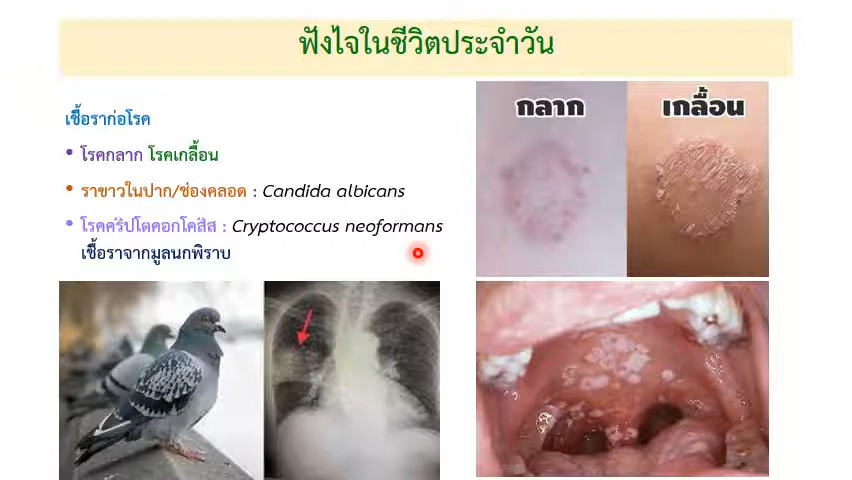 ฟังไจในชีวิตประจำวัน
เชื้อราก่อโรค
• โรคกลาก โรคเกลื้อน
• ราขาวในปาก/ช่องคลอด : Candida albicans
• โรคคริปโตคอกโคสิส : Cryptococcus neoformans
เชื้อราจากมูลนกพิราบ
กลาก
เกลื้อน